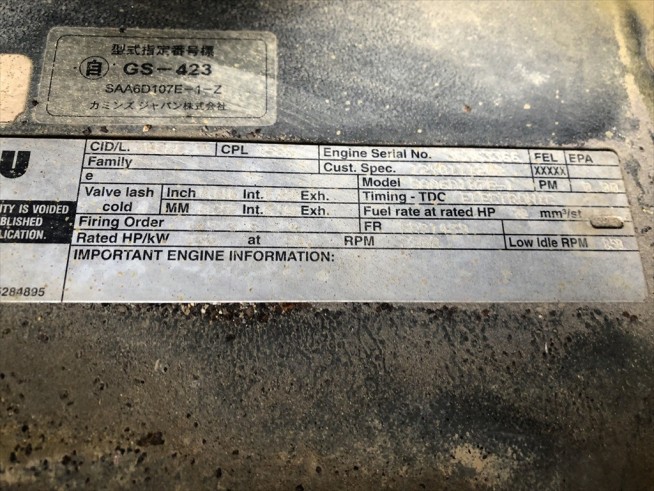 型式指定番号標
自 GS-423
SAA6D107E-1-Z
カミンズ ジャパン株式会社
U
CID/L. CPL Engine Serial No. FEL EPA
Family Cust. Spec. XXXXX
e Model PM
Valve lash Inch Int. Exh. Timing - TDC
cold MM Int. Exh. Fuel rate at rated HP mm³/st
Firing Order FR
Rated HP/kW at RPM Low Idle RPM
IMPORTANT ENGINE INFORMATION:
TY IS VOIDED
BLISHED
LICATION.
5284895